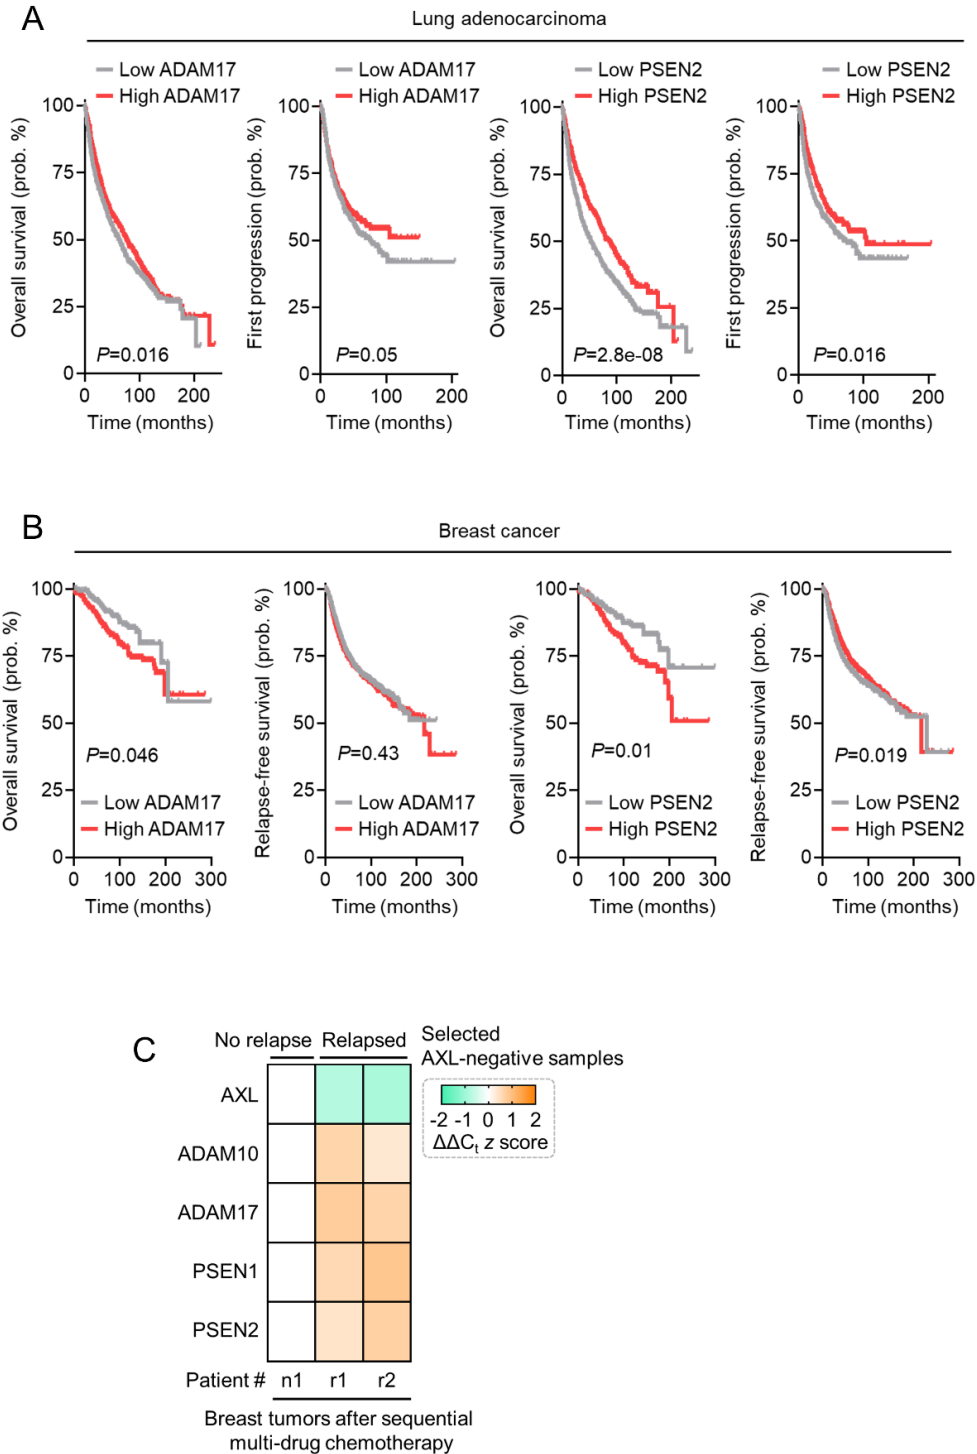 A
Lung adenocarcinoma
Low ADAM17
High ADAM17
Overall survival (prob. %)
100
75
50
25
0
P=0.016
0 100 200
Time (months)
Low ADAM17
High ADAM17
First progression (prob. %)
100
75
50
25
0
P=0.05
0 100 200
Time (months)
Low PSEN2
High PSEN2
Overall survival (prob. %)
100
75
50
25
0
P=2.8e-08
0 100 200
Time (months)
Low PSEN2
High PSEN2
First progression (prob. %)
100
75
50
25
0
P=0.016
0 100 200
Time (months)
B
Breast cancer
Overall survival (prob. %)
100
75
50
25
0
P=0.046
Low ADAM17
High ADAM17
0 100 200 300
Time (months)
Relapse-free survival (prob. %)
100
75
50
25
0
P=0.43
Low ADAM17
High ADAM17
0 100 200 300
Time (months)
Overall survival (prob. %)
100
75
50
25
0
P=0.01
Low PSEN2
High PSEN2
0 100 200 300
Time (months)
Relapse-free survival (prob. %)
100
75
50
25
0
P=0.019
Low PSEN2
High PSEN2
0 100 200 300
Time (months)
C
No relapse Relapsed
Selected
AXL-negative samples
-2 -1 0 1 2
ΔΔCt z score
AXL
ADAM10
ADAM17
PSEN1
PSEN2
Patient # n1 r1 r2
Breast tumors after sequential
multi-drug chemotherapy